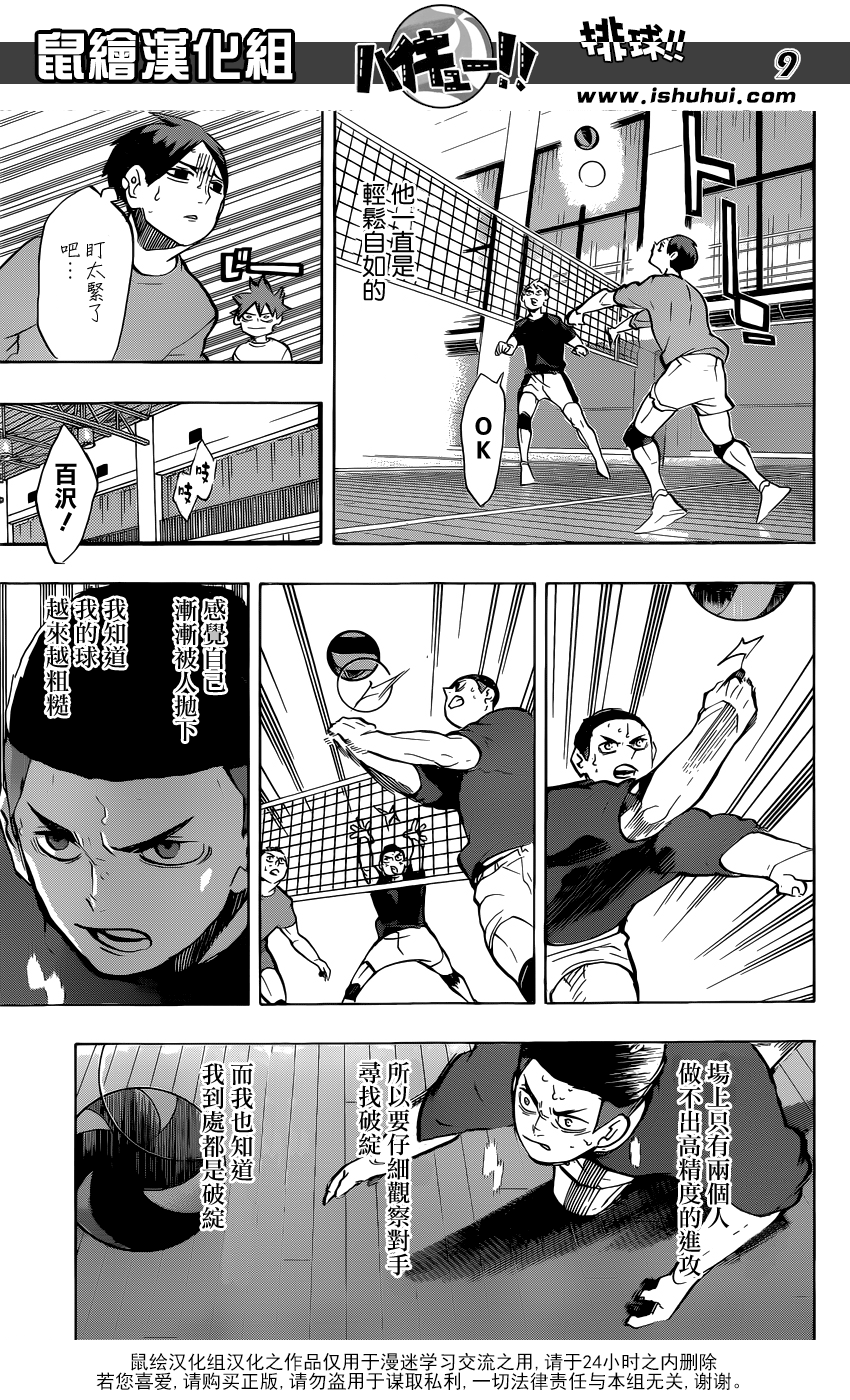 鼠繪漢化組
ハイキュー!!
排球!!
9
www.ishuhui.com
他一直是
輕鬆自如的
OK
トッ
盯太緊了
吧…
じーー
吱
吱
百沢!
感覺自己
漸漸被人拋下
我知道
我的球
越來越粗糙
場上只有兩個人
做不出高精度的進攻
所以要仔細觀察對手
尋找破綻
而我也知道
我到處都是破綻
鼠绘汉化组汉化之作品仅用于漫迷学习交流之用,请于24小时之内删除
若您喜爱,请购买正版,请勿盗用于谋取私利,一切法律责任与本组无关,谢谢。